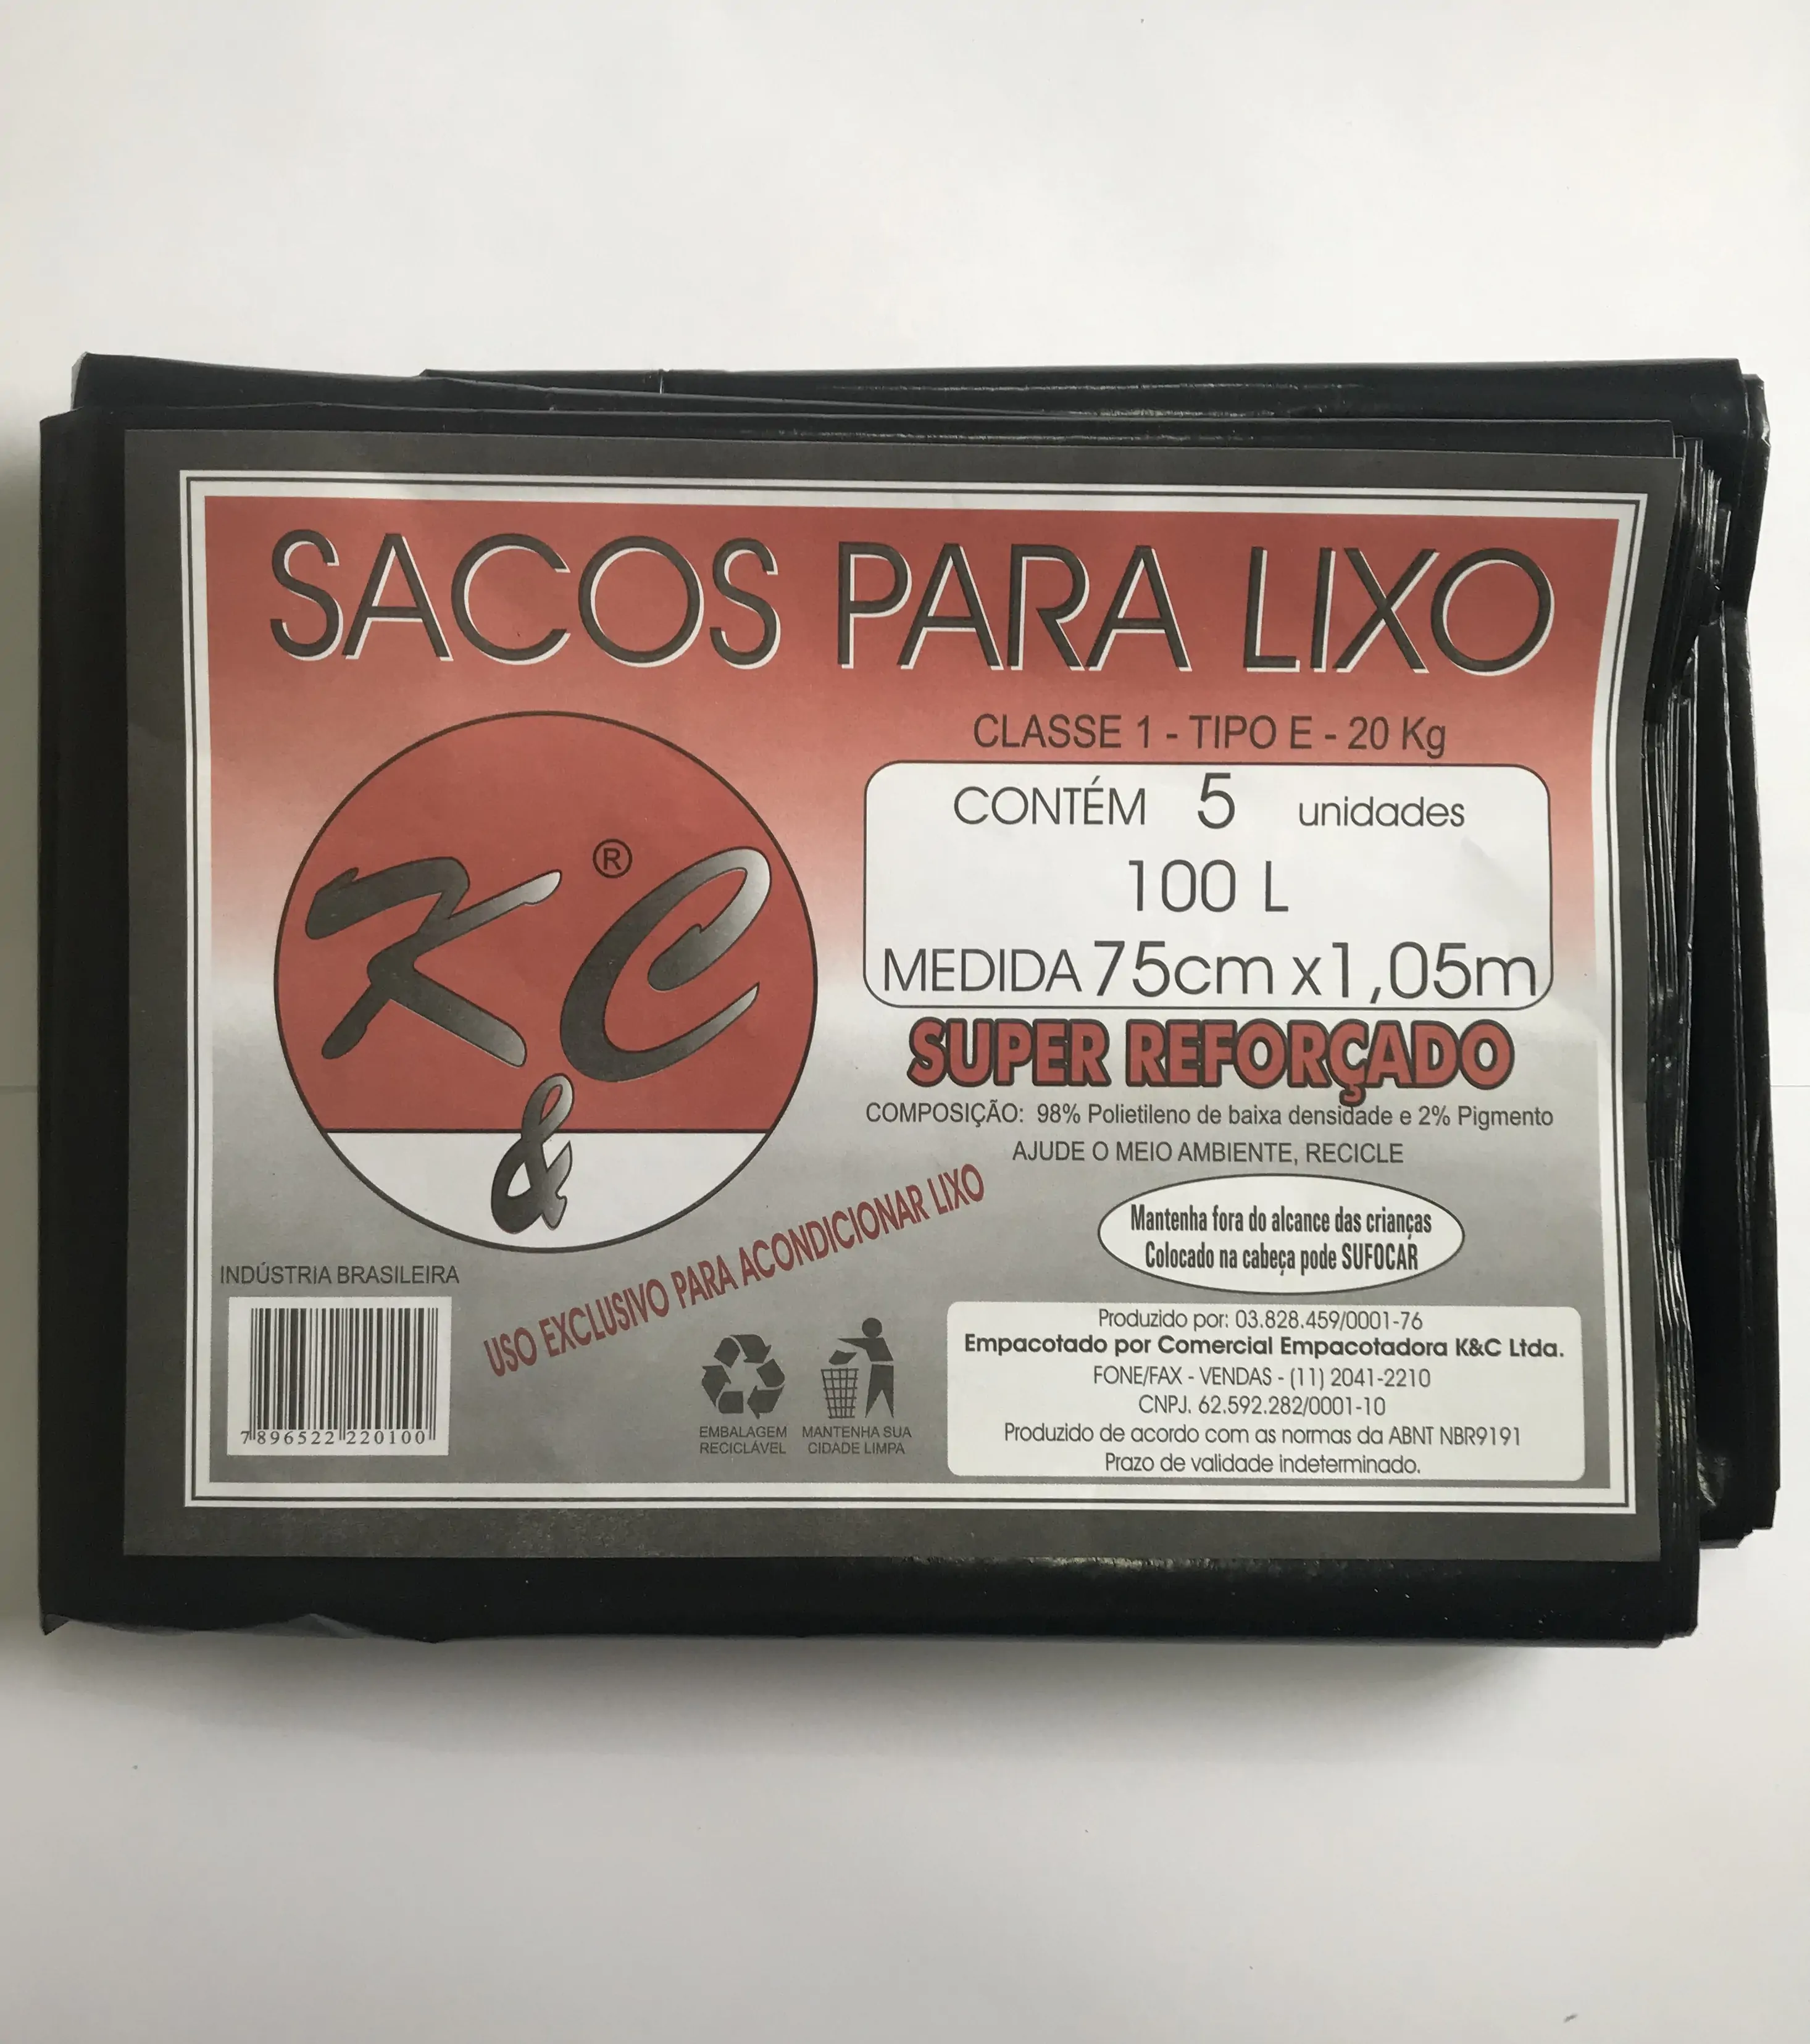 SACOS PARA LIXO
CLASSE 1 - TIPO E - 20 Kg
CONTÉM 5 unidades
100 L
MEDIDA 75cm x1,05m
K ® C
&
SUPER REFORÇADO
COMPOSIÇÃO: 98% Polietileno de baixa densidade e 2% Pigmento
AJUDE O MEIO AMBIENTE, RECICLE
Mantenha fora do alcance das crianças
Colocado na cabeça pode SUFOCAR
USO EXCLUSIVO PARA ACONDICIONAR LIXO
INDÚSTRIA BRASILEIRA
7896522220100
EMBALAGEM
RECICLÁVEL
MANTENHA SUA
CIDADE LIMPA
Produzido por: 03.828.459/0001-76
Empacotado por Comercial Empacotadora K&C Ltda.
FONE/FAX - VENDAS - (11) 2041-2210
CNPJ. 62.592.282/0001-10
Produzido de acordo com as normas da ABNT NBR9191
Prazo de validade indeterminado.